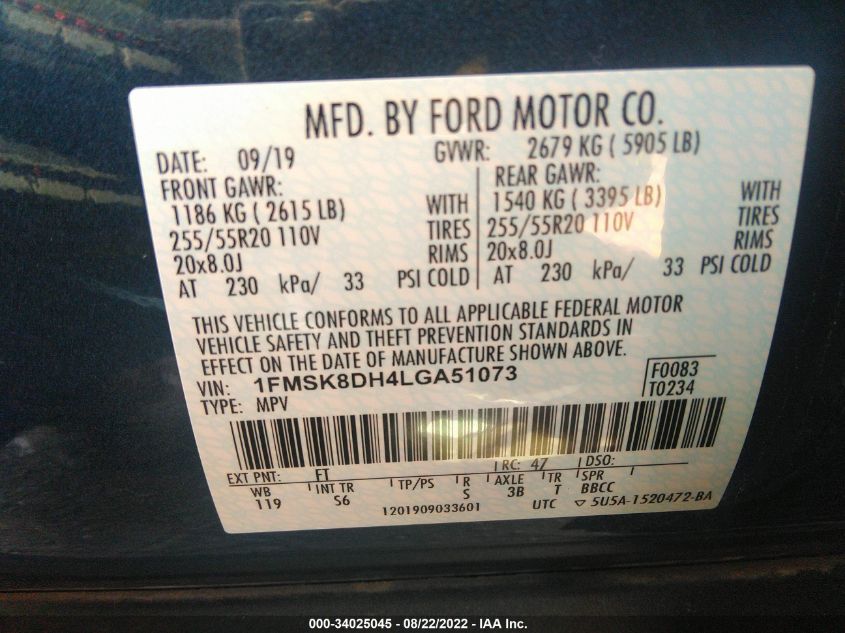 MFD. BY FORD MOTOR CO.
DATE: 09/19 GVWR: 2679 KG ( 5905 LB)
FRONT GAWR: REAR GAWR:
1186 KG ( 2615 LB) WITH 1540 KG ( 3395 LB) WITH
255/55R20 110V TIRES 255/55R20 110V TIRES
20x8.0J RIMS 20x8.0J RIMS
AT 230 kPa/ 33 PSI COLD AT 230 kPa/ 33 PSI COLD
THIS VEHICLE CONFORMS TO ALL APPLICABLE FEDERAL MOTOR
VEHICLE SAFETY AND THEFT PREVENTION STANDARDS IN
EFFECT ON THE DATE OF MANUFACTURE SHOWN ABOVE.
VIN: 1FMSK8DH4LGA51073 F0083
TYPE: MPV T0234
EXT PNT: FT RC: 47 DSO:
WB INT TR TP/PS R AXLE TR SPR
119 S6 S 3B T BBCC
1201909033601 UTC ▽ 5U5A-1520472-BA
000-34025045 - 08/22/2022 - IAA Inc.